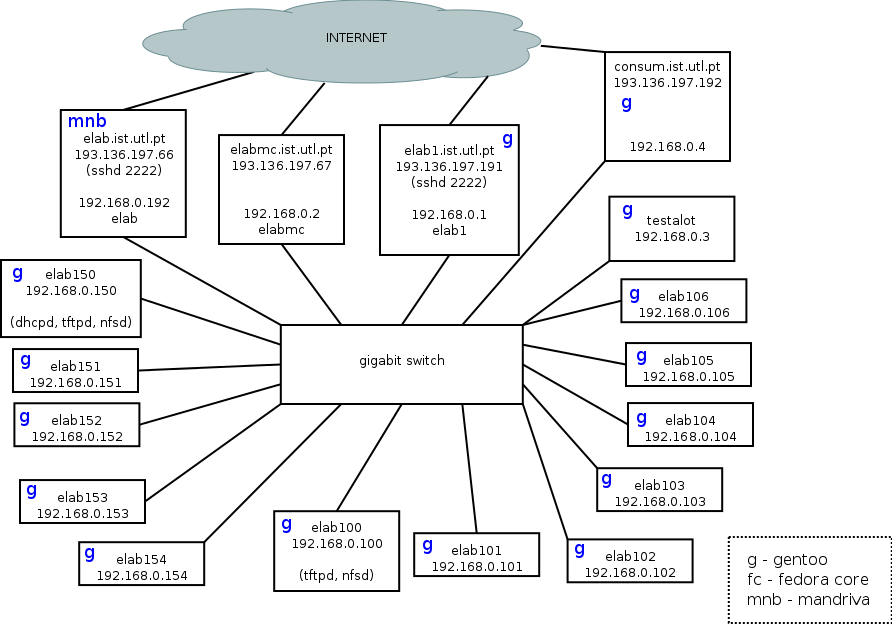 INTERNET
mnb
elab.ist.utl.pt
193.136.197.66
(sshd 2222)
192.168.0.192
elab
elabmc.ist.utl.pt
193.136.197.67
192.168.0.2
elabmc
g
elab1.ist.utl.pt
193.136.197.191
(sshd 2222)
192.168.0.1
elab1
consum.ist.utl.pt
193.136.197.192
g
192.168.0.4
g
testalot
192.168.0.3
g
elab150
192.168.0.150
(dhcpd, tftpd, nfsd)
g
elab106
192.168.0.106
gigabit switch
g
elab151
192.168.0.151
g
elab105
192.168.0.105
g
elab152
192.168.0.152
g
elab104
192.168.0.104
g
elab153
192.168.0.153
g
elab103
192.168.0.103
g
elab154
192.168.0.154
g
elab100
192.168.0.100
(tftpd, nfsd)
g
elab101
192.168.0.101
g
elab102
192.168.0.102
g - gentoo
fc - fedora core
mnb - mandriva